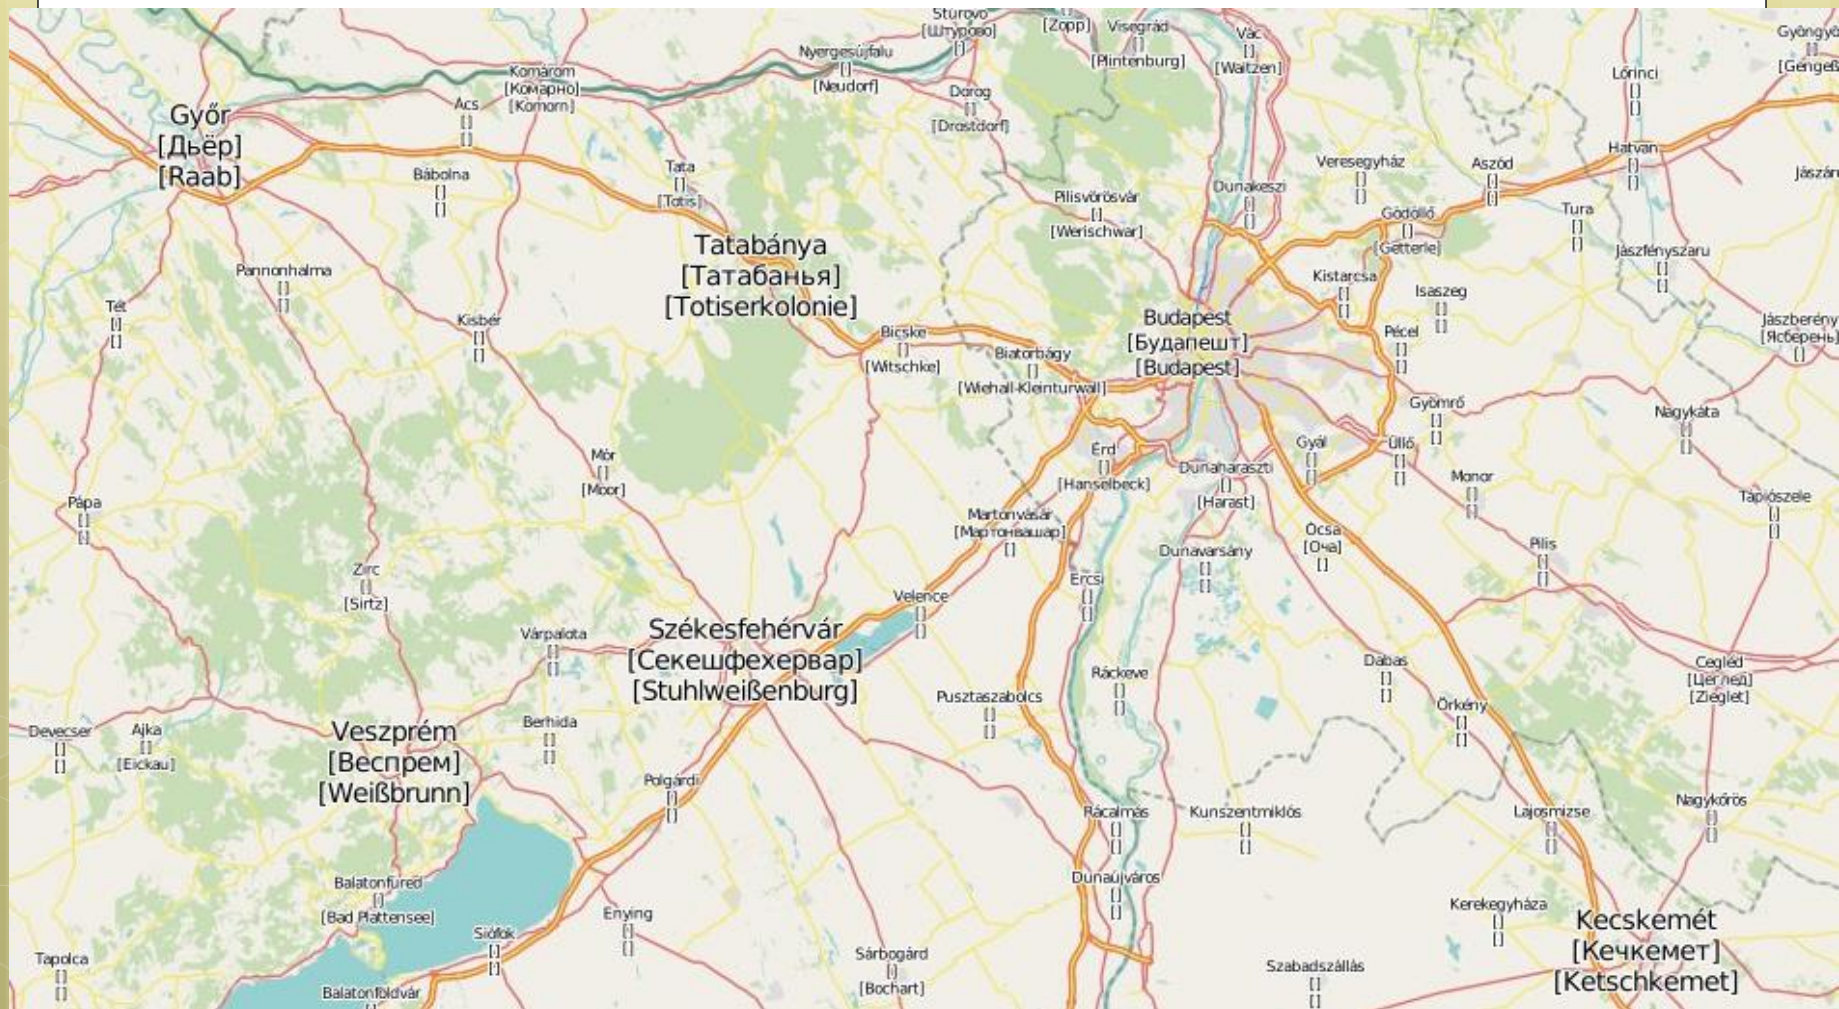 Štúrovo
[Штурово]
[]
[Zopp]
Visegrád
[]
[Plintenburg]
Vác
[]
[Waitzen]
[]
Nyergesújfalu
[]
[Neudorf]
Komárom
[Комарно]
[Komorn]
Lőrinci
[]
[]
Győr
[Дьёр]
[Raab]
Ács
[]
[]
Dorog
[]
[Drostdorf]
Bábolna
[]
[]
Tata
[]
[Totis]
Pilisvörösvár
[]
[Werischwar]
Dunakeszi
[]
[]
Veresegyház
[]
[]
Aszód
[]
[]
Hatvan
[]
[]
Gödöllő
[]
[Getterle]
Tura
[]
[]
Jászfényszaru
[]
[]
Pannonhalma
[]
[]
Tatabánya
[Татабанья]
[Totiserkolonie]
Kistarcsa
[]
[]
Isaszeg
[]
[]
Tét
[]
[]
Kisbér
[]
[]
Bicske
[]
[Witschke]
Biatorbágy
[]
[Wiehall-Kleinturwall]
Budapest
[Будапешт]
[Budapest]
Pécel
[]
[]
Jászberény
[Ясберень]
[]
Gyömrő
[]
[]
Nagykáta
[]
[]
Mór
[]
[Moor]
Érd
[]
[Hanselbeck]
Dunaharaszti
[]
[Harast]
Gyál
[]
[]
Üllő
[]
[]
Monor
[]
[]
Pápa
[]
[]
Martonvásár
[Мартонвашар]
[]
Tápiószele
[]
[]
Dunavarsány
[]
[]
Ócsa
[Оча]
[]
Pilis
[]
[]
Zirc
[]
[Sirtz]
Ercsi
[]
[]
Velence
[]
[]
Várpalota
[]
[]
Székesfehérvár
[Секешфехервар]
[Stuhlweißenburg]
Ráckeve
[]
[]
Dabas
[]
[]
Cegléd
[Цеглед]
[Zieglet]
Pusztaszabolcs
[]
[]
Örkény
[]
[]
Devecser
[]
[]
Ajka
[]
[Eickau]
Veszprém
[Веспрем]
[Weißbrunn]
Berhida
[]
[]
Polgárdi
[]
[]
Rácalmás
[]
[]
Kunszentmiklós
[]
[]
Lajosmizse
[]
[]
Nagykőrös
[]
[]
Balatonfüred
[]
[Bad Plattensee]
Dunaújváros
[]
[]
Enying
[]
[]
Siófok
[]
[]
Kerekegyháza
[]
[]
Kecskemét
[Кечкемет]
[Ketschkemet]
Tapolca
[]
[]
Sárbogárd
[]
[Bochart]
Szabadszállás
[]
[]
Balatonföldvár